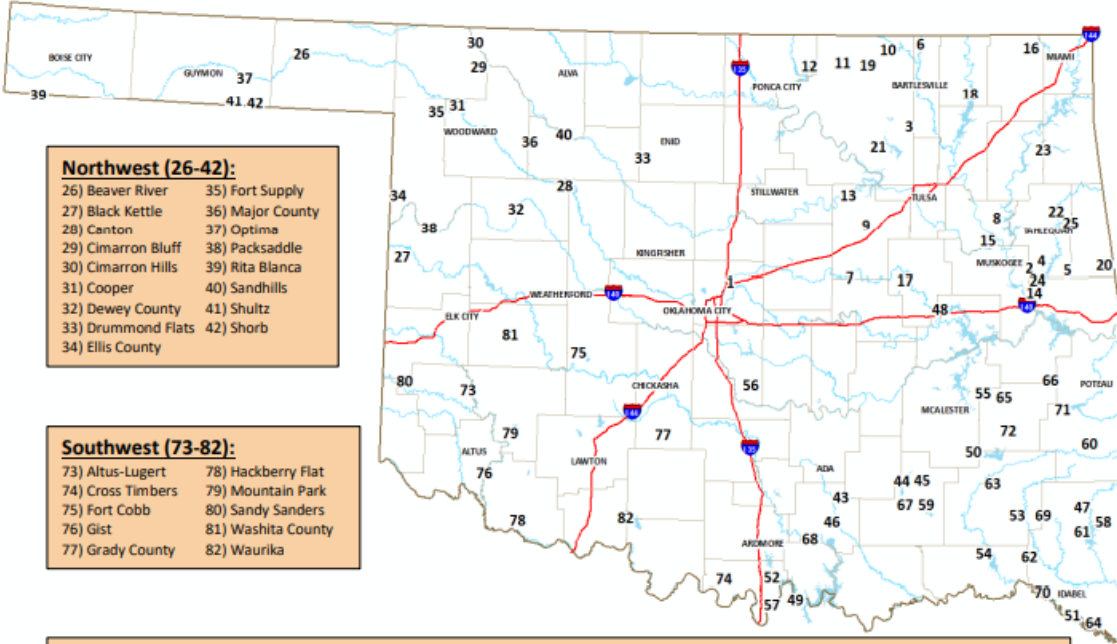 30
6
144
26
10
16
MIAMI
BOISE CITY
29
135
12
11
19
GUYMON
37
ALVA
PONCA CITY
BARTLESVILLE
18
39
41 42
35
31
WOODWARD
40
3
36
ENID
21
33
23
28
STILLWATER
TULSA
34
32
13
38
9
8
22
25
TAHLEQUAH
15
27
KINGFISHER
MUSKOGEE
4
2
5
20
24
1
7
17
14
WEATHERFORD
140
OKLAHOMA CITY
48
140
ELK CITY
81
75
80
73
CHICKASHA
56
66
POTEAU
55
65
144
MCALESTER
71
79
77
135
72
60
ALTUS
LAWTON
50
76
ADA
44 45
63
43
67 59
47
78
82
46
53
69
61
58
ARDMORE
68
54
62
74
52
70
IDABEL
57
49
51
64
Northwest (26-42):
26) Beaver River 35) Fort Supply
27) Black Kettle 36) Major County
28) Canton 37) Optima
29) Cimarron Bluff 38) Packsaddle
30) Cimarron Hills 39) Rita Blanca
31) Cooper 40) Sandhills
32) Dewey County 41) Shultz
33) Drummond Flats 42) Shorb
34) Ellis County
Southwest (73-82):
73) Altus-Lugert 78) Hackberry Flat
74) Cross Timbers 79) Mountain Park
75) Fort Cobb 80) Sandy Sanders
76) Gist 81) Washita County
77) Grady County 82) Waurika